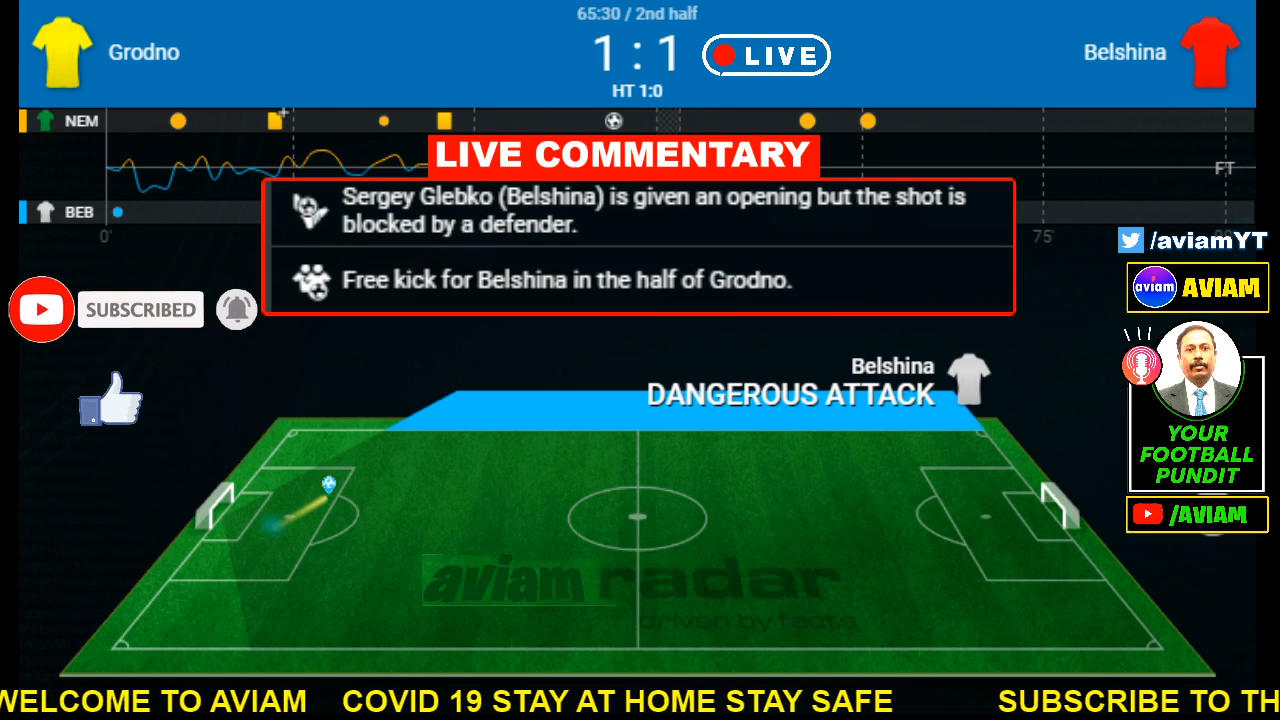 65:30 / 2nd half
Grodno
1 : 1
LIVE
Belshina
HT 1:0
NEM
LIVE COMMENTARY
FT
Sergey Glebko (Belshina) is given an opening but the shot is
blocked by a defender.
BEB
0'
75'
/aviamYT
Free kick for Belshina in the half of Grodno.
aviam AVIAM
SUBSCRIBED
Belshina
DANGEROUS ATTACK
YOUR
FOOTBALL
PUNDIT
/AVIAM
aviam radar
driven by facts
WELCOME TO AVIAM COVID 19 STAY AT HOME STAY SAFE SUBSCRIBE TO TH